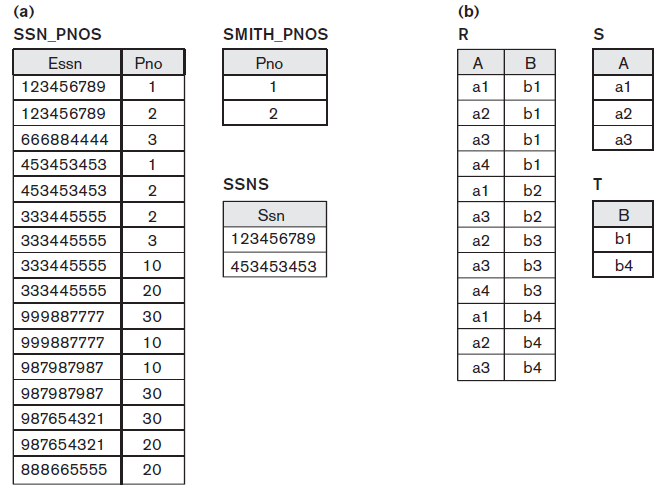 (a)
SSN_PNOS
Essn Pno
123456789 1
123456789 2
666884444 3
453453453 1
453453453 2
333445555 2
333445555 3
333445555 10
333445555 20
999887777 30
999887777 10
987987987 10
987987987 30
987654321 30
987654321 20
888665555 20
SMITH_PNOS
Pno
1
2
SSNS
Ssn
123456789
453453453
(b)
R
A B
a1 b1
a2 b1
a3 b1
a4 b1
a1 b2
a3 b2
a2 b3
a3 b3
a4 b3
a1 b4
a2 b4
a3 b4
S
A
a1
a2
a3
T
B
b1
b4